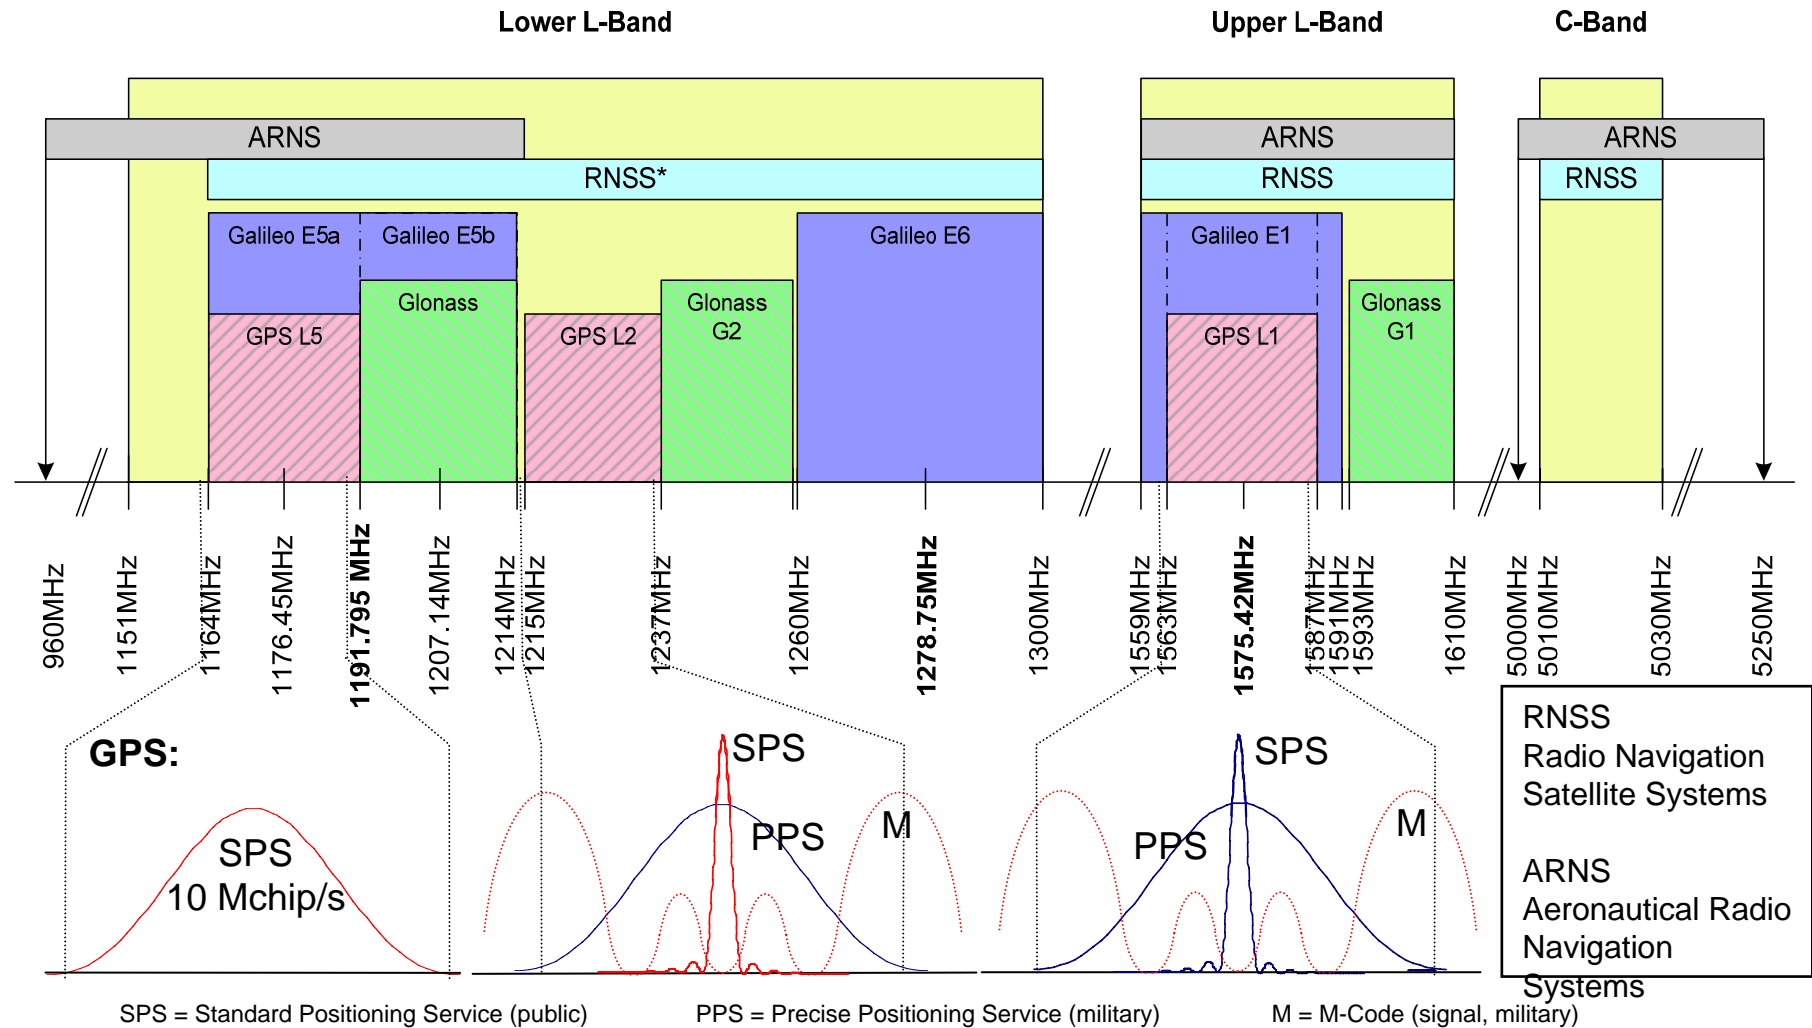 Lower L-Band
Upper L-Band
C-Band
ARNS
ARNS
ARNS
RNSS*
RNSS
RNSS
Galileo E5a
Galileo E5b
Galileo E6
Galileo E1
Glonass
Glonass
G2
Glonass
G1
GPS L5
GPS L2
GPS L1
960MHz
1151MHz
1164MHz
1176.45MHz
1191.795 MHz
1207.14MHz
1214MHz
1215MHz
1237MHz
1260MHz
1278.75MHz
1300MHz
1559MHz
1563MHz
1575.42MHz
1587MHz
1591MHz
1593MHz
1610MHz
5000MHz
5010MHz
5030MHz
5250MHz
GPS:
SPS
10 Mchip/s
SPS
PPS
M
SPS
PPS
M
RNSS
Radio Navigation
Satellite Systems
ARNS
Aeronautical Radio
Navigation
Systems
SPS = Standard Positioning Service (public)
PPS = Precise Positioning Service (military)
M = M-Code (signal, military)